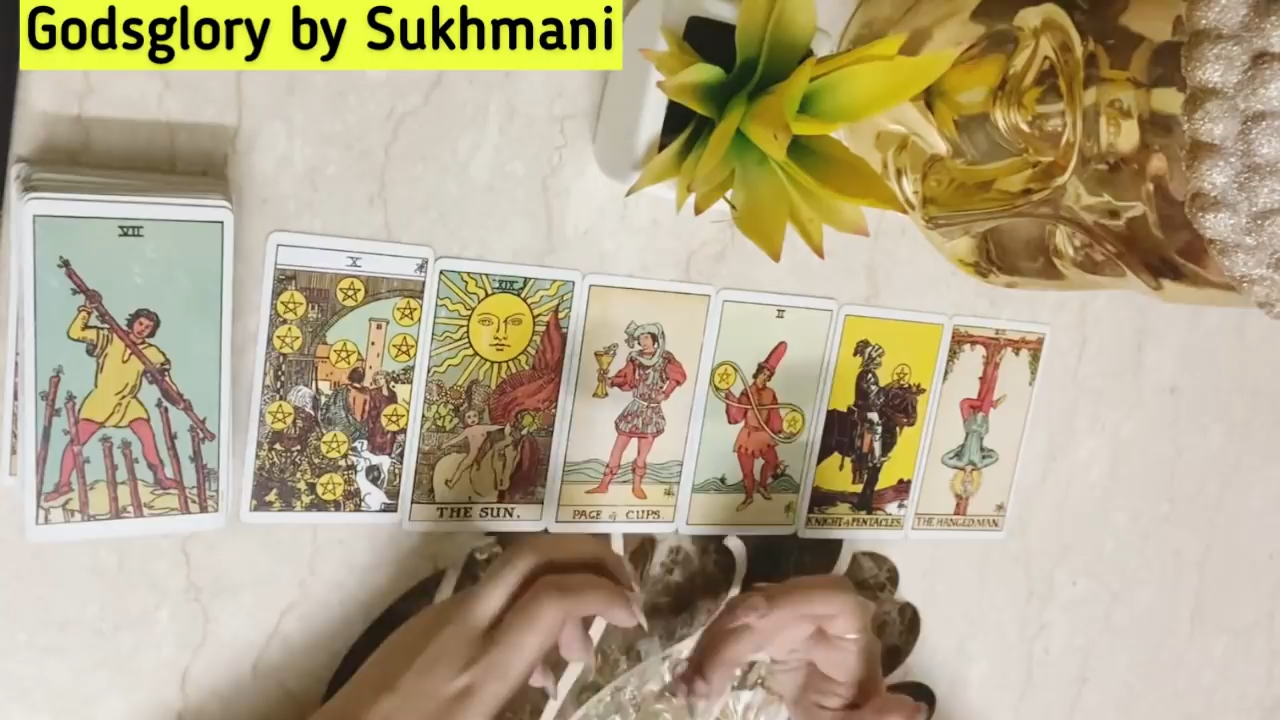 Godsglory by Sukhmani
VII
X
XIX
II
THE SUN.
PAGE of CUPS.
KNIGHT of PENTACLES.
THE HANGED MAN.